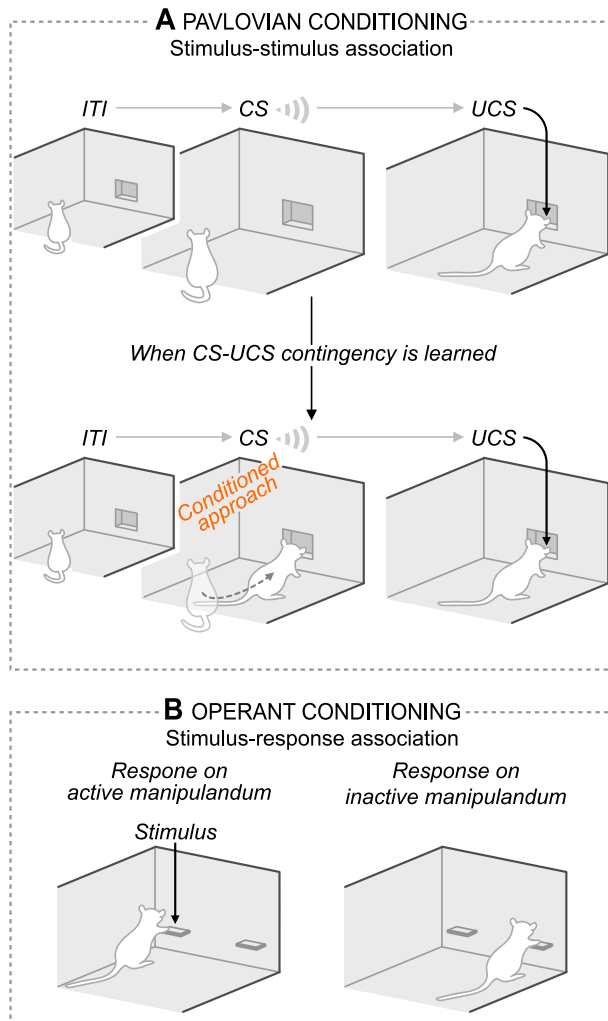 A PAVLOVIAN CONDITIONING
Stimulus-stimulus association
ITI CS UCS
When CS-UCS contingency is learned
ITI CS UCS
Conditioned
approach
B OPERANT CONDITIONING
Stimulus-response association
Respone on
active manipulandum
Response on
inactive manipulandum
Stimulus